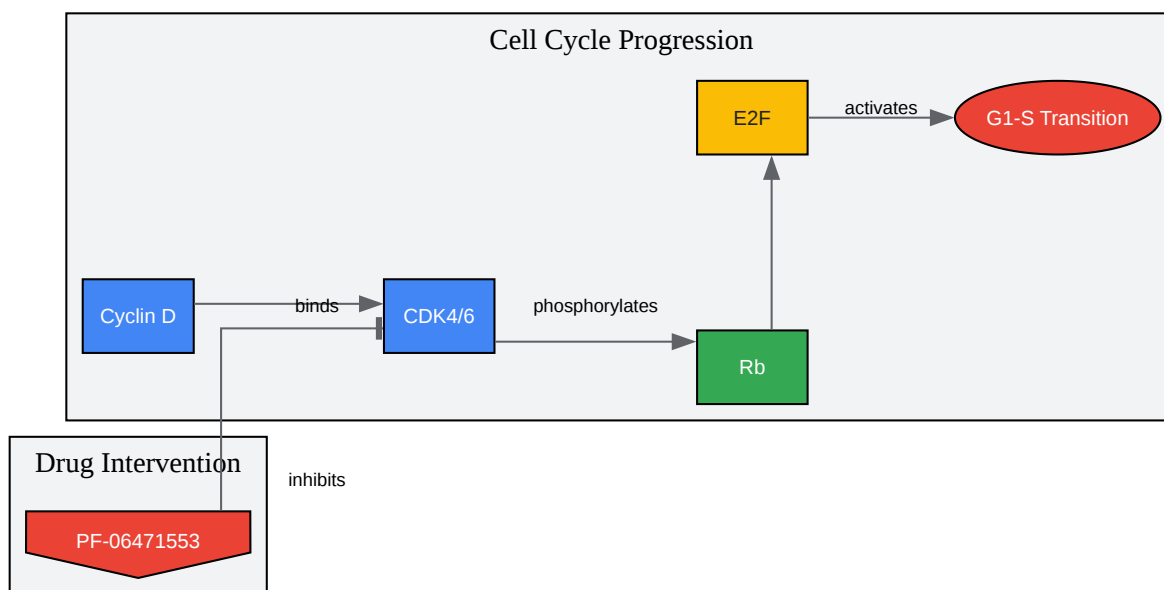 Cell Cycle Progression
E2F
activates
G1-S Transition
Cyclin D
binds
CDK4/6
phosphorylates
Rb
Drug Intervention
inhibits
PF-06471553